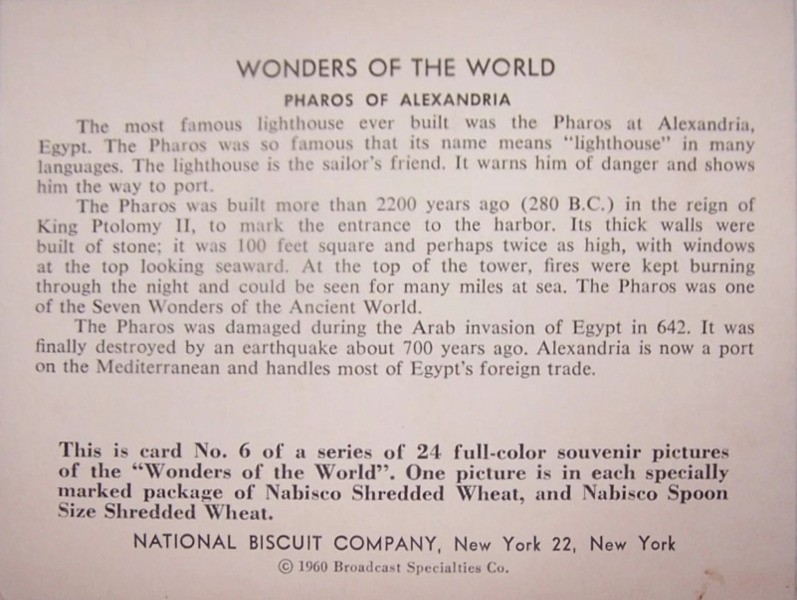 WONDERS OF THE WORLD
PHAROS OF ALEXANDRIA
The most famous lighthouse ever built was the Pharos at Alexandria,
Egypt. The Pharos was so famous that its name means "lighthouse" in many
languages. The lighthouse is the sailor's friend. It warns him of danger and shows
him the way to port.
The Pharos was built more than 2200 years ago (280 B.C.) in the reign of
King Ptolomy II, to mark the entrance to the harbor. Its thick walls were
built of stone; it was 100 feet square and perhaps twice as high, with windows
at the top looking seaward. At the top of the tower, fires were kept burning
through the night and could be seen for many miles at sea. The Pharos was one
of the Seven Wonders of the Ancient World.
The Pharos was damaged during the Arab invasion of Egypt in 642. It was
finally destroyed by an earthquake about 700 years ago. Alexandria is now a port
on the Mediterranean and handles most of Egypt's foreign trade.
This is card No. 6 of a series of 24 full-color souvenir pictures
of the "Wonders of the World". One picture is in each specially
marked package of Nabisco Shredded Wheat, and Nabisco Spoon
Size Shredded Wheat.
NATIONAL BISCUIT COMPANY, New York 22, New York
© 1960 Broadcast Specialties Co.